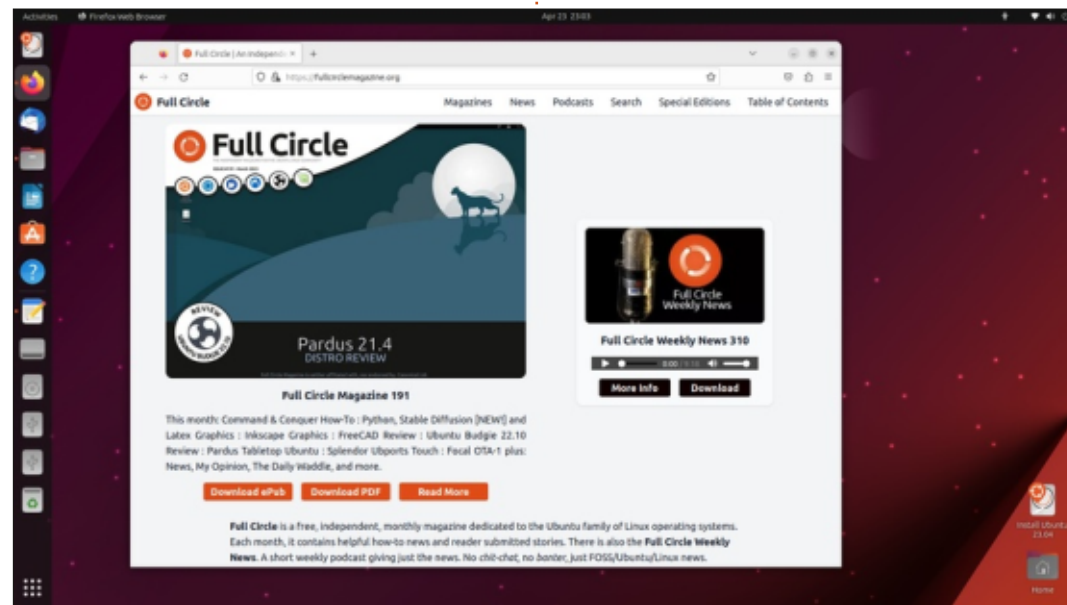 Activities
Firefox Web Browser
Apr 23 23:03
Full Circle | An Independ
https://fullcirclemagazine.org
Full Circle
Magazines News Podcasts Search Special Editions Table of Contents
Full Circle
REVIEW
UBUNTU BUDGIE 22.10
Pardus 21.4
DISTRO REVIEW
Full Circle Magazine 191
This month: Command & Conquer How-To : Python, Stable Diffusion [NEW!] and
Latex Graphics : Inkscape Graphics : FreeCAD Review : Ubuntu Budgie 22.10
Review : Pardus Tabletop Ubuntu : Splendor Ubports Touch : Focal OTA-1 plus:
News, My Opinion, The Daily Waddle, and more.
Download ePub Download PDF Read More
Full Circle
Weekly News
Full Circle Weekly News 310
More Info Download
Full Circle is a free, independent, monthly magazine dedicated to the Ubuntu family of Linux operating systems.
Each month, it contains helpful how-to news and reader submitted stories. There is also the Full Circle Weekly
News. A short weekly podcast giving just the news. No chit-chat, no banter, just FOSS/Ubuntu/Linux news.
Install Ubuntu
23.04
Home